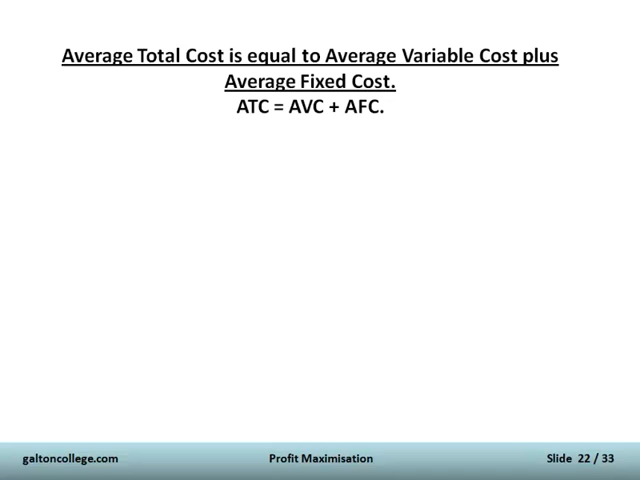 Average Total Cost is equal to Average Variable Cost plus
Average Fixed Cost.
ATC = AVC + AFC.
galtoncollege.com
Profit Maximisation
Slide 22 / 33